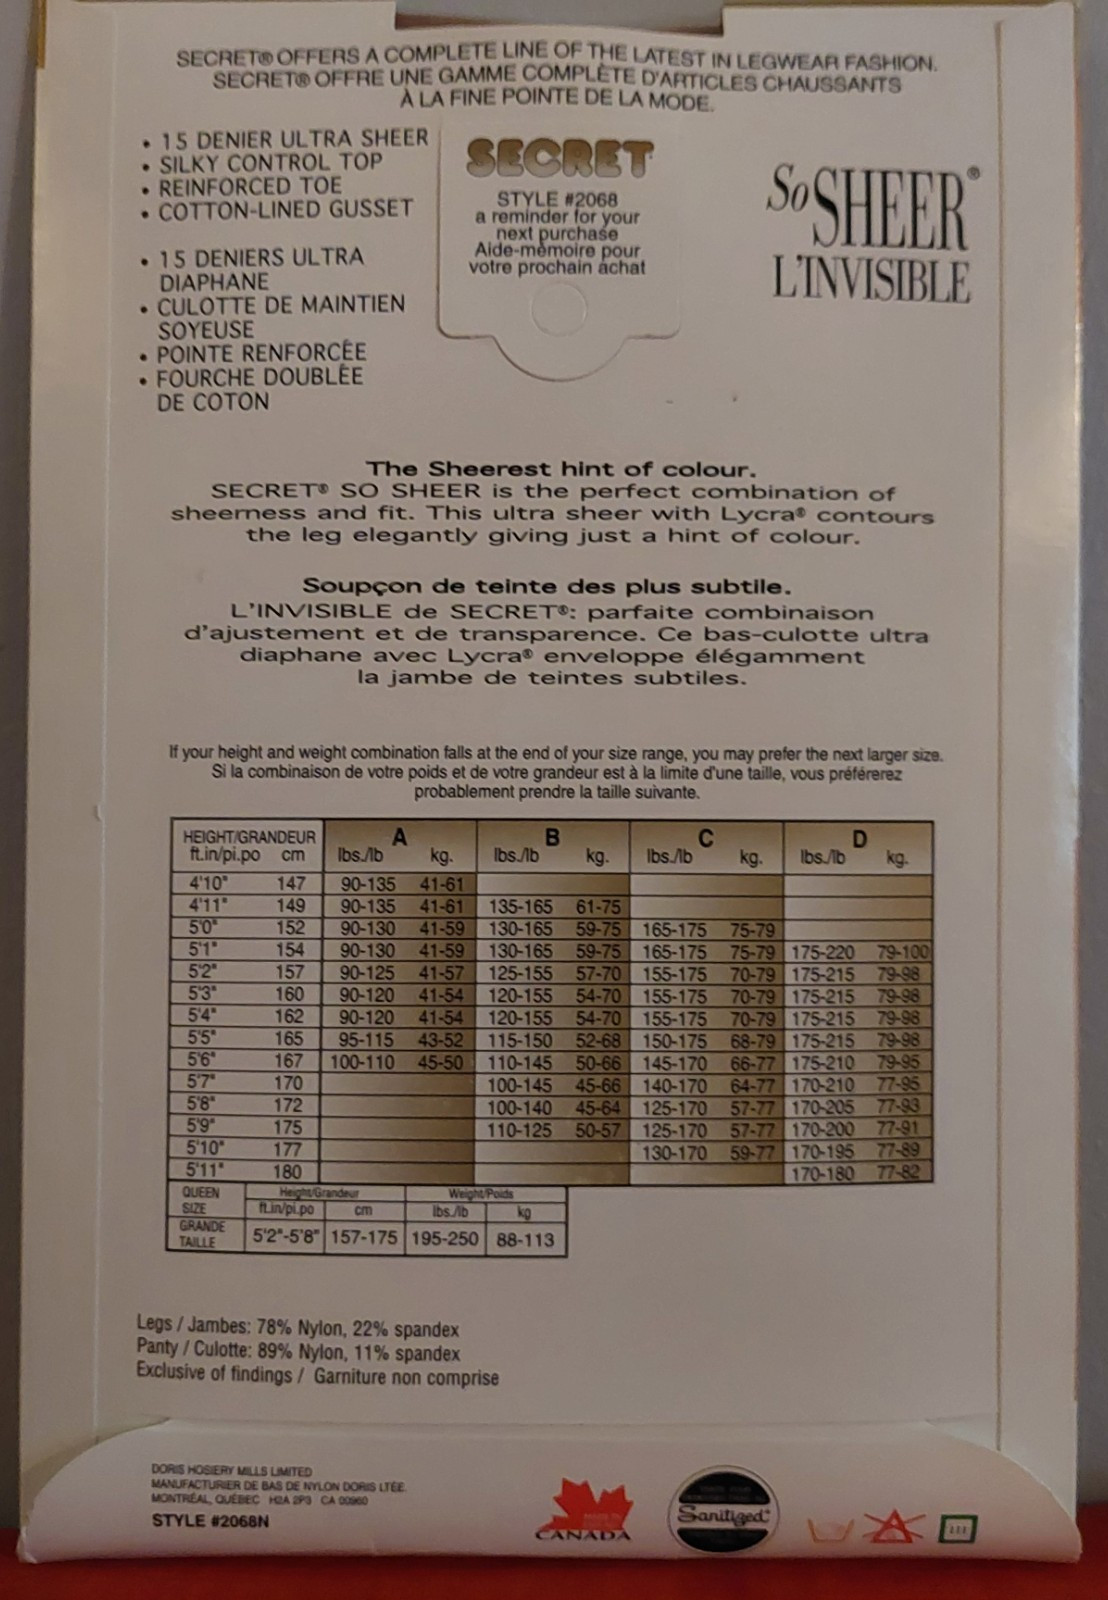 SECRET® OFFERS A COMPLETE LINE OF THE LATEST IN LEGWEAR FASHION.
SECRET® OFFRE UNE GAMME COMPLÈTE D'ARTICLES CHAUSSANTS
À LA FINE POINTE DE LA MODE.
• 15 DENIER ULTRA SHEER
• SILKY CONTROL TOP
• REINFORCED TOE
• COTTON-LINED GUSSET
• 15 DENIERS ULTRA
DIAPHANE
• CULOTTE DE MAINTIEN
SOYEUSE
• POINTE RENFORCÉE
• FOURCHE DOUBLÉE
DE COTON
SECRET
STYLE #2068
a reminder for your
next purchase
Aide-mémoire pour
votre prochain achat
So SHEER®
L'INVISIBLE
The Sheerest hint of colour.
SECRET® SO SHEER is the perfect combination of
sheerness and fit. This ultra sheer with Lycra® contours
the leg elegantly giving just a hint of colour.
Soupçon de teinte des plus subtile.
L'INVISIBLE de SECRET®: parfaite combinaison
d'ajustement et de transparence. Ce bas-culotte ultra
diaphane avec Lycra® enveloppe élégamment
la jambe de teintes subtiles.
If your height and weight combination falls at the end of your size range, you may prefer the next larger size.
Si la combinaison de votre poids et de votre grandeur est à la limite d'une taille, vous préférerez
probablement prendre la taille suivante.
HEIGHT/GRANDEUR A B C D
ft.in/pi.po cm lbs./lb kg. lbs./lb kg. lbs./lb kg. lbs./lb kg.
4'10" 147 90-135 41-61
4'11" 149 90-135 41-61 135-165 61-75
5'0" 152 90-130 41-59 130-165 59-75 165-175 75-79
5'1" 154 90-130 41-59 130-165 59-75 165-175 75-79 175-220 79-100
5'2" 157 90-125 41-57 125-155 57-70 155-175 70-79 175-215 79-98
5'3" 160 90-120 41-54 120-155 54-70 155-175 70-79 175-215 79-98
5'4" 162 90-120 41-54 120-155 54-70 155-175 70-79 175-215 79-98
5'5" 165 95-115 43-52 115-150 52-68 150-175 68-79 175-215 79-98
5'6" 167 100-110 45-50 110-145 50-66 145-170 66-77 175-210 79-95
5'7" 170 100-145 45-66 140-170 64-77 170-210 77-95
5'8" 172 100-140 45-64 125-170 57-77 170-205 77-93
5'9" 175 110-125 50-57 125-170 57-77 170-200 77-91
5'10" 177 130-170 59-77 170-195 77-89
5'11" 180 170-180 77-82
QUEEN Height/Grandeur Weight/Poids
SIZE ft.in/pi.po cm lbs./lb kg
GRANDE
TAILLE 5'2"-5'8" 157-175 195-250 88-113
Legs / Jambes: 78% Nylon, 22% spandex
Panty / Culotte: 89% Nylon, 11% spandex
Exclusive of findings / Garniture non comprise
DORIS HOSIERY MILLS LIMITED
MANUFACTURIER DE BAS DE NYLON DORIS LTÉE.
MONTRÉAL, QUÉBEC H2A 2P3 CA 00960
STYLE #2068N
CANADA
Sanitized®